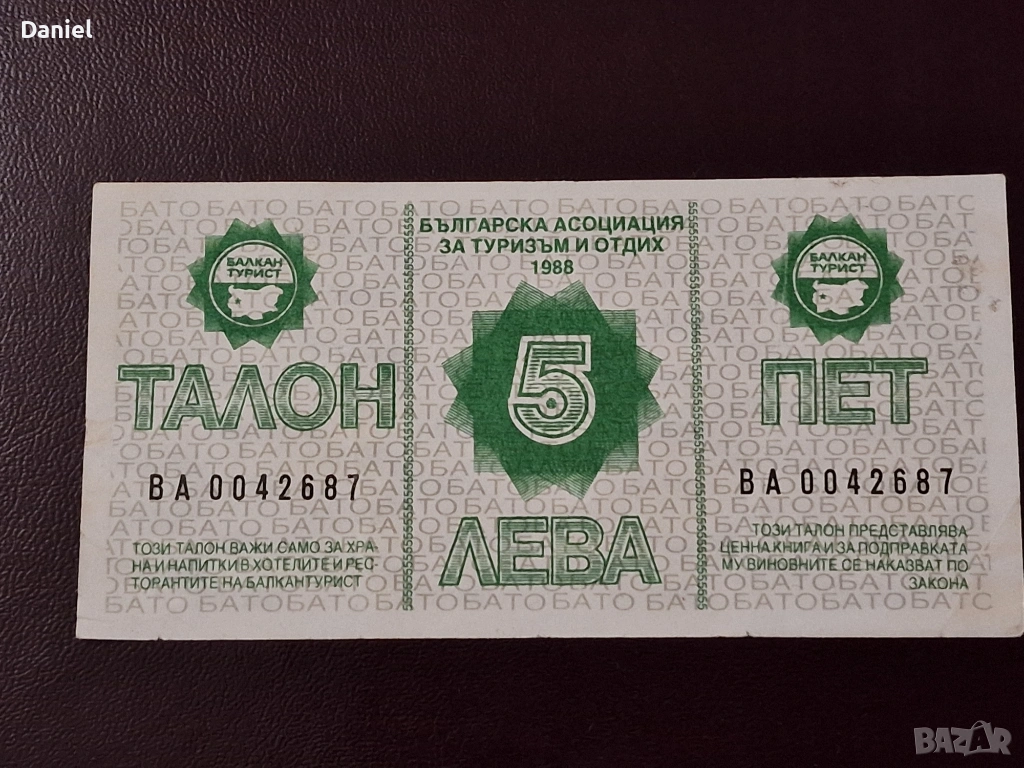 Daniel
БАЛКАН
ТУРИСТ
ТАЛОН
ВА 0042687
ТОЗИ ТАЛОН ВАЖИ САМО ЗА ХРА-
НА И НАПИТКИ В ХОТЕЛИТЕ И РЕС-
ТОРАНТИТЕ НА БАЛКАНТУРИСТ
БЪЛГАРСКА АСОЦИАЦИЯ
ЗА ТУРИЗЪМ И ОТДИХ
1988
5
ЛЕВА
БАЛКАН
ТУРИСТ
ПЕТ
ВА 0042687
ТОЗИ ТАЛОН ПРЕДСТАВЛЯВА
ЦЕННА КНИГА И ЗА ПОДПРАВКАТА
МУ ВИНОВНИТЕ СЕ НАКАЗВАТ ПО
ЗАКОНА
BAZAR